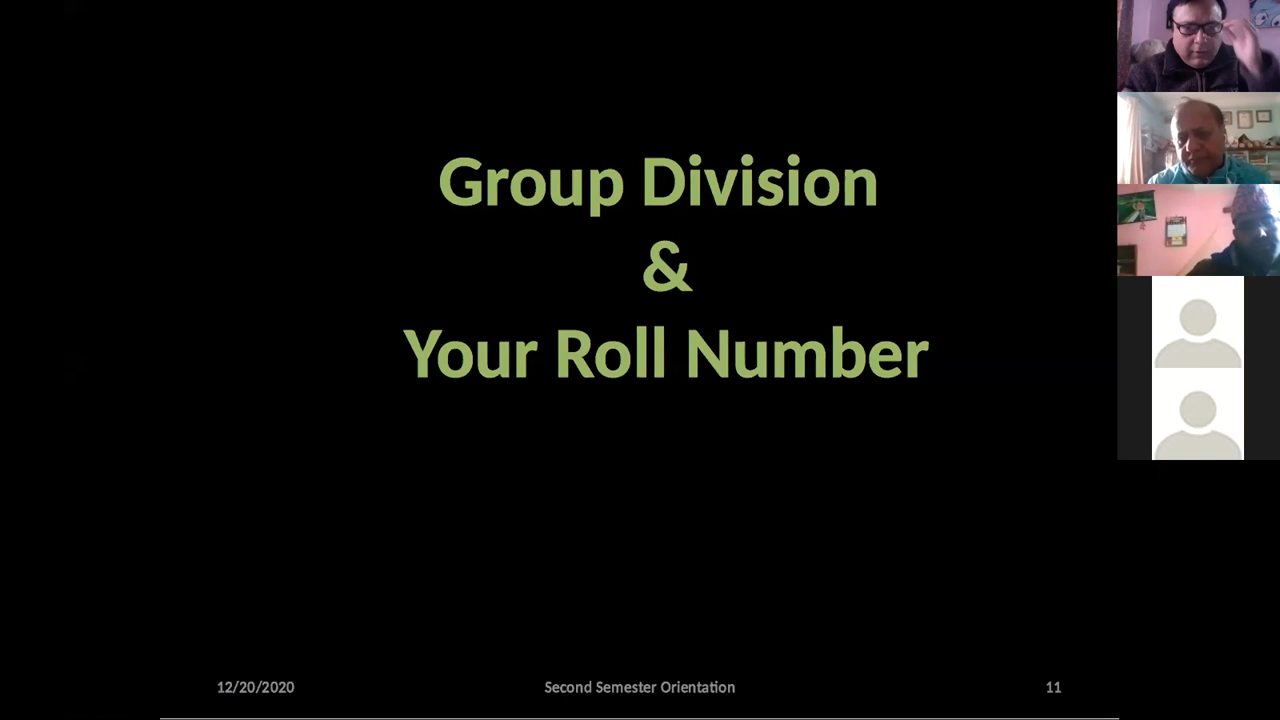 Group Division
&
Your Roll Number
12/20/2020
Second Semester Orientation
11